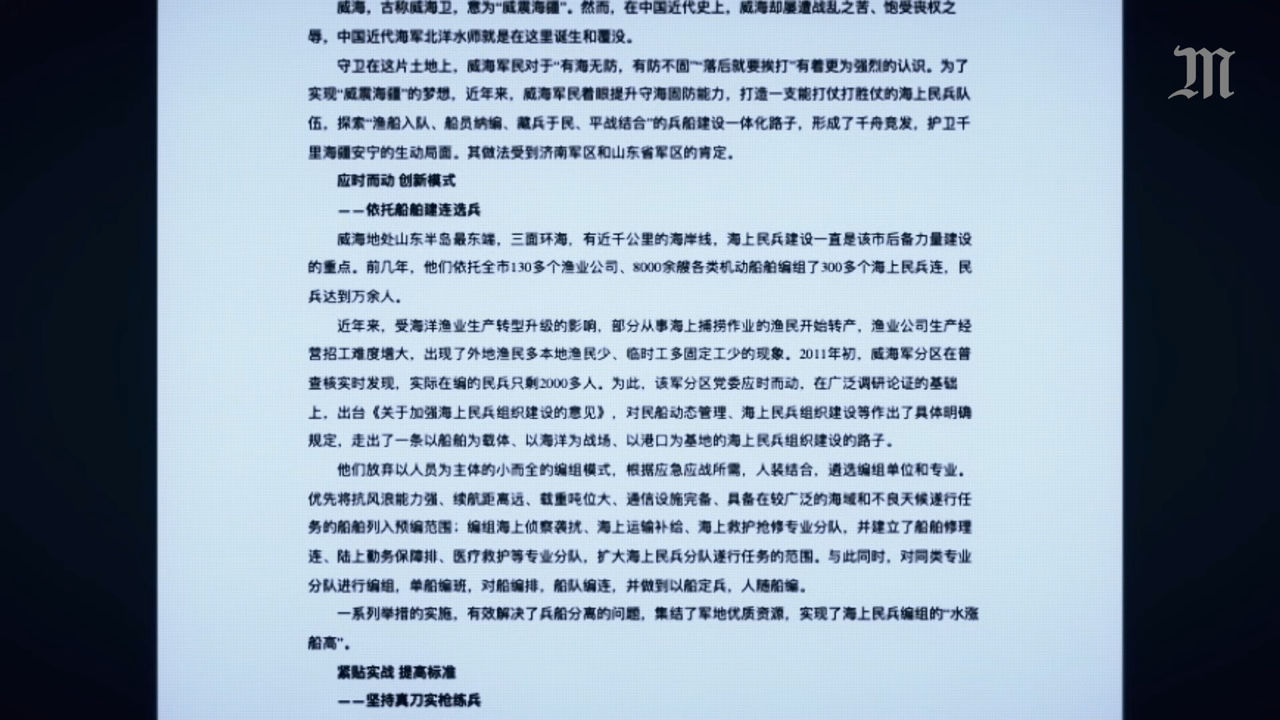 威海，古称威海卫，意为“威震海疆”。然而，在中国近代史上，威海却屡遭战乱之苦、饱受丧权之
辱，中国近代海军北洋水师就是在这里诞生和覆没。
守卫在这片土地上，威海军民对于“有海无防，有防不固”“落后就要挨打”有着更为强烈的认识。为了
实现“威震海疆”的梦想，近年来，威海军民着眼提升守海固防能力，打造一支能打仗打胜仗的海上民兵队
伍，探索“渔船入队、船员纳编、藏兵于民、平战结合”的兵船建设一体化路子，形成了千舟竞发，护卫千
里海疆安宁的生动局面。其做法受到济南军区和山东省军区的肯定。
应时而动 创新模式
——依托船舶建连选兵
威海地处山东半岛最东端，三面环海，有近千公里的海岸线，海上民兵建设一直是该市后备力量建设
的重点。前几年，他们依托全市130多个渔业公司、8000余艘各类机动船舶编组了300多个海上民兵连，民
兵达到万余人。
近年来，受海洋渔业生产转型升级的影响，部分从事海上捕捞作业的渔民开始转产，渔业公司生产经
营招工难度增大，出现了外地渔民多本地渔民少、临时工多固定工少的现象。2011年初，威海军分区在普
查核实时发现，实际在编的民兵只剩2000多人。为此，该军分区党委应时而动，在广泛调研论证的基础
上，出台《关于加强海上民兵组织建设的意见》，对民船动态管理、海上民兵组织建设等作出了具体明确
规定，走出了一条以船舶为载体、以海洋为战场、以港口为基地的海上民兵组织建设的路子。
他们放弃以人员为主体的小而全的编组模式，根据应急应战所需，人装结合，遴选编组单位和专业。
优先将抗风浪能力强、续航距离远、载重吨位大、通信设施完备、具备在较广泛的海域和不良天候遂行任
务的船舶列入预编范围；编组海上侦察袭扰、海上运输补给、海上救护抢修专业分队，并建立了船舶修理
连、陆上勤务保障排、医疗救护等专业分队，扩大海上民兵分队遂行任务的范围。与此同时，对同类专业
分队进行编组，单船编班，对船编排，船队编连，并做到以船定兵，人随船编。
一系列举措的实施，有效解决了兵船分离的问题，集结了军地优质资源，实现了海上民兵编组的“水涨
船高”。
紧贴实战 提高标准
——坚持真刀实枪练兵
M